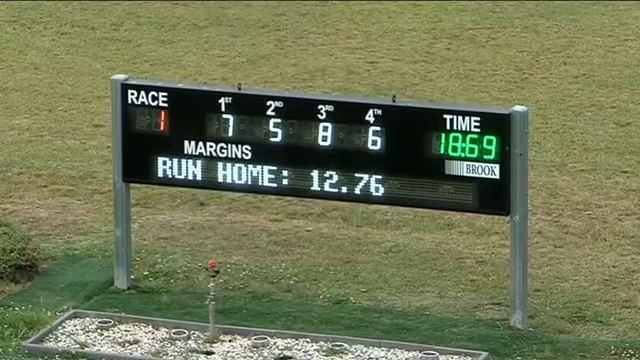 RACE 1ST 2ND 3RD 4TH TIME
1 7 5 8 6 18:69
MARGINS BROOK
RUN HOME: 12.76